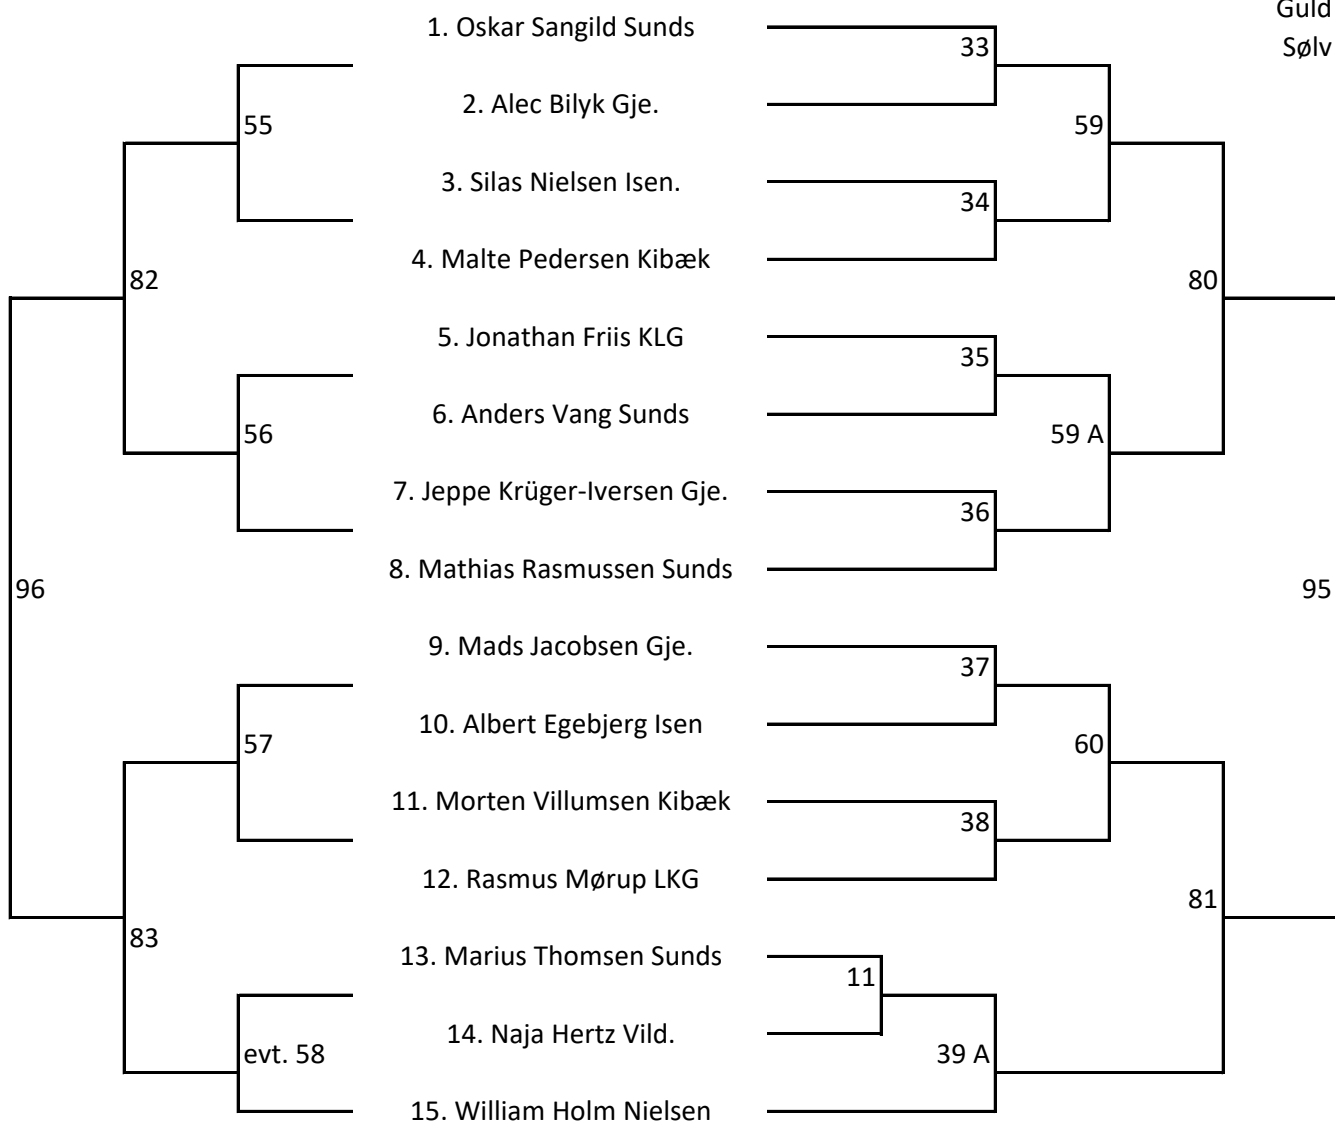 Guld
1. Oskar Sangild Sunds
33
Sølv
2. Alec Bilyk Gje.
55
59
3. Silas Nielsen Isen.
34
4. Malte Pedersen Kibæk
82
80
5. Jonathan Friis KLG
35
6. Anders Vang Sunds
56
59 A
7. Jeppe Krüger-Iversen Gje.
36
8. Mathias Rasmussen Sunds
96
95
9. Mads Jacobsen Gje.
37
10. Albert Egebjerg Isen
57
60
11. Morten Villumsen Kibæk
38
12. Rasmus Mørup LKG
81
83
13. Marius Thomsen Sunds
11
14. Naja Hertz Vild.
evt. 58
39 A
15. William Holm Nielsen